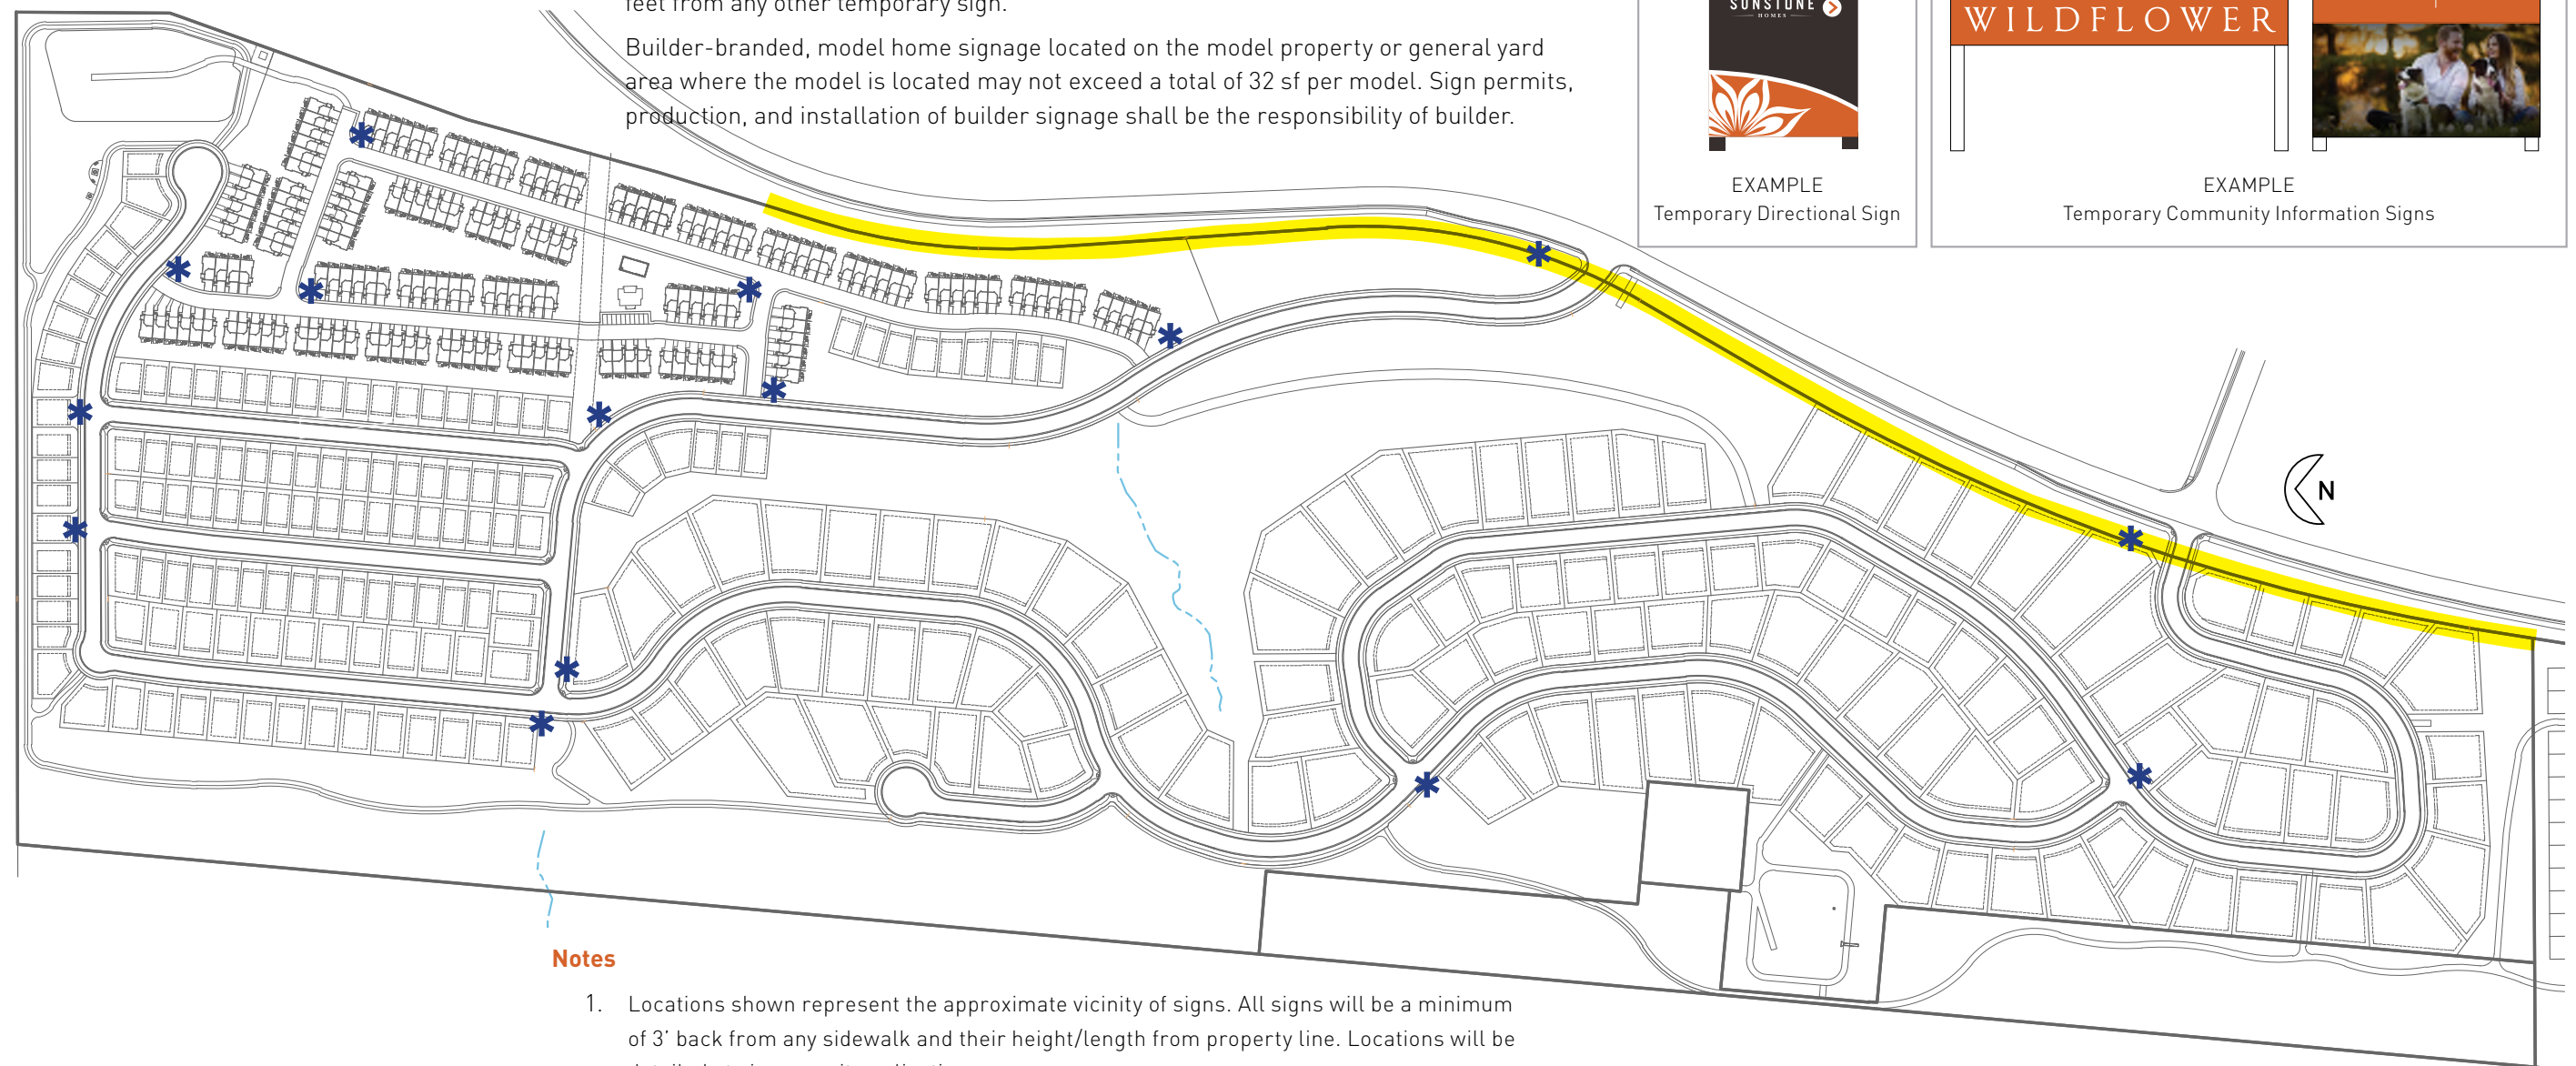 feet from any other temporary sign.
Builder-branded, model home signage located on the model property or general yard
area where the model is located may not exceed a total of 32 sf per model. Sign permits,
production, and installation of builder signage shall be the responsibility of builder.
SUNSTONE
HOMES
EXAMPLE
Temporary Directional Sign
WILDFLOWER
EXAMPLE
Temporary Community Information Signs
N
Notes
1. Locations shown represent the approximate vicinity of signs. All signs will be a minimum
of 3' back from any sidewalk and their height/length from property line. Locations will be